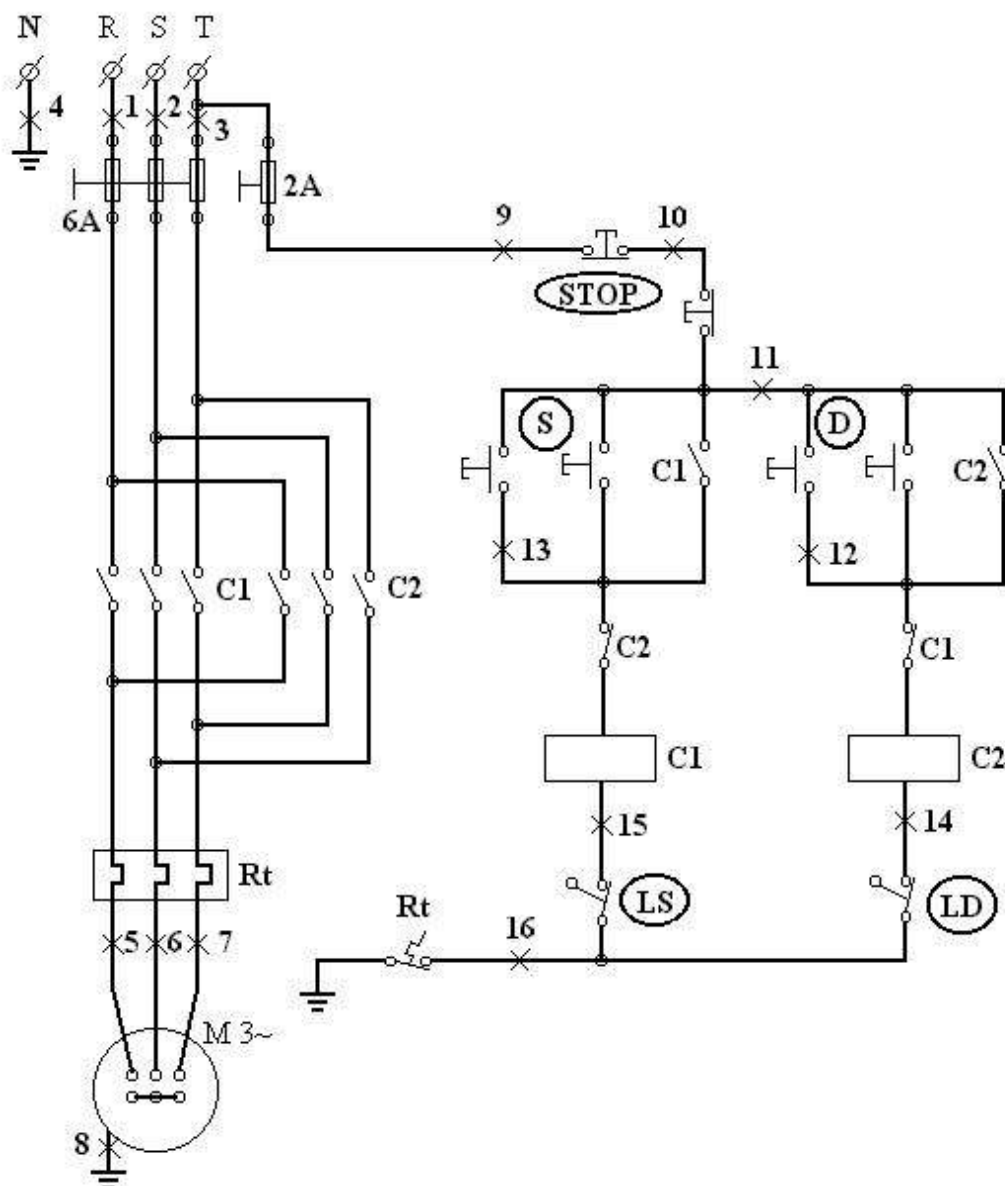 N R S T
4 1 2 3
6A 2A
9 10
STOP
11
S D
C1 C2
13 12
C1 C2
C2 C1
C1 C2
15 14
Rt
LS LD
Rt
16
5 6 7
M 3~
8